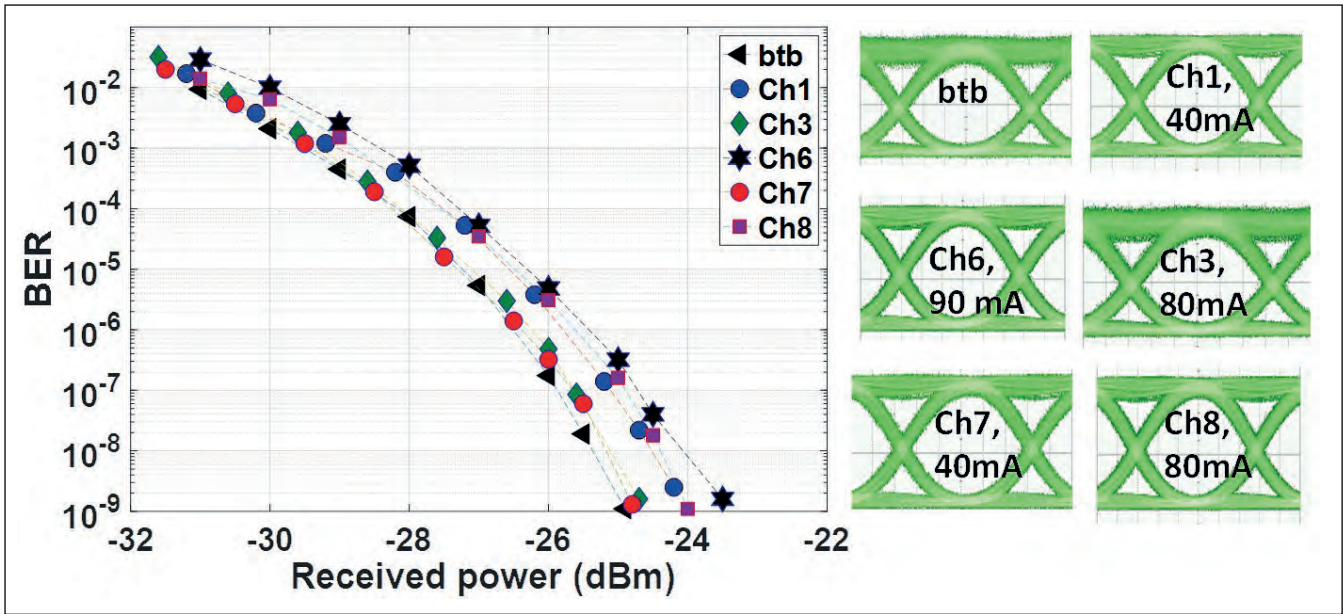 BER
10-2
10-3
10-4
10-5
10-6
10-7
10-8
10-9
-32
-30
-28
-26
-24
-22
Received power (dBm)
btb
Ch1
Ch3
Ch6
Ch7
Ch8
btb
Ch1,
40mA
Ch6,
90 mA
Ch3,
80mA
Ch7,
40mA
Ch8,
80mA